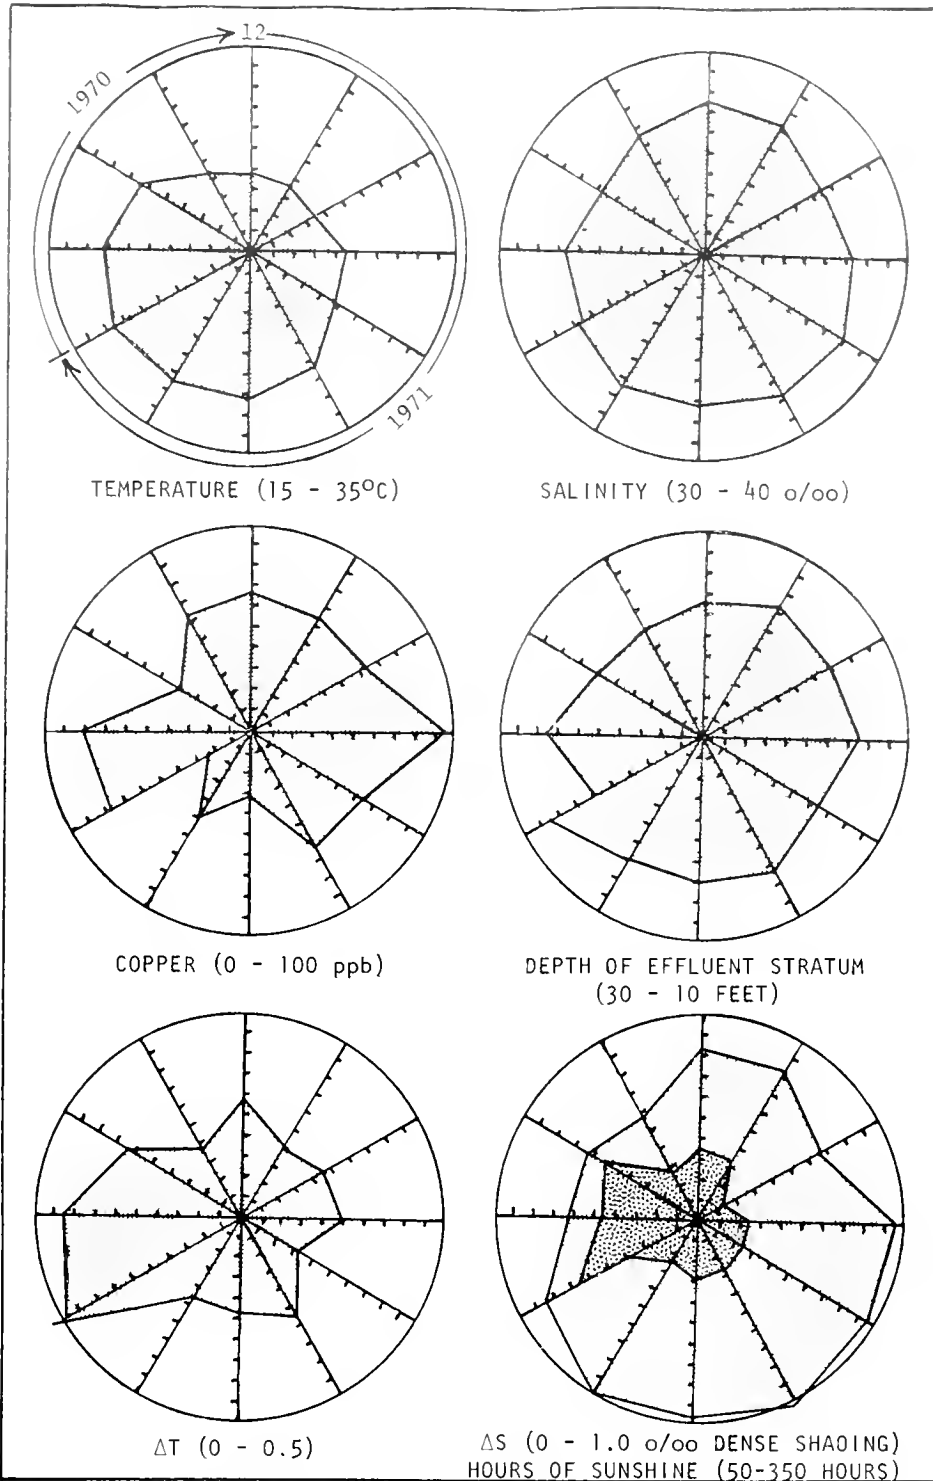 12
1970
1971
TEMPERATURE (15 - 35ºC)
SALINITY (30 - 40 o/oo)
COPPER (0 - 100 ppb)
DEPTH OF EFFLUENT STRATUM
(30 - 10 FEET)
ΔT (0 - 0.5)
ΔS (0 - 1.0 o/oo DENSE SHAOING)
HOURS OF SUNSHINE (50-350 HOURS)